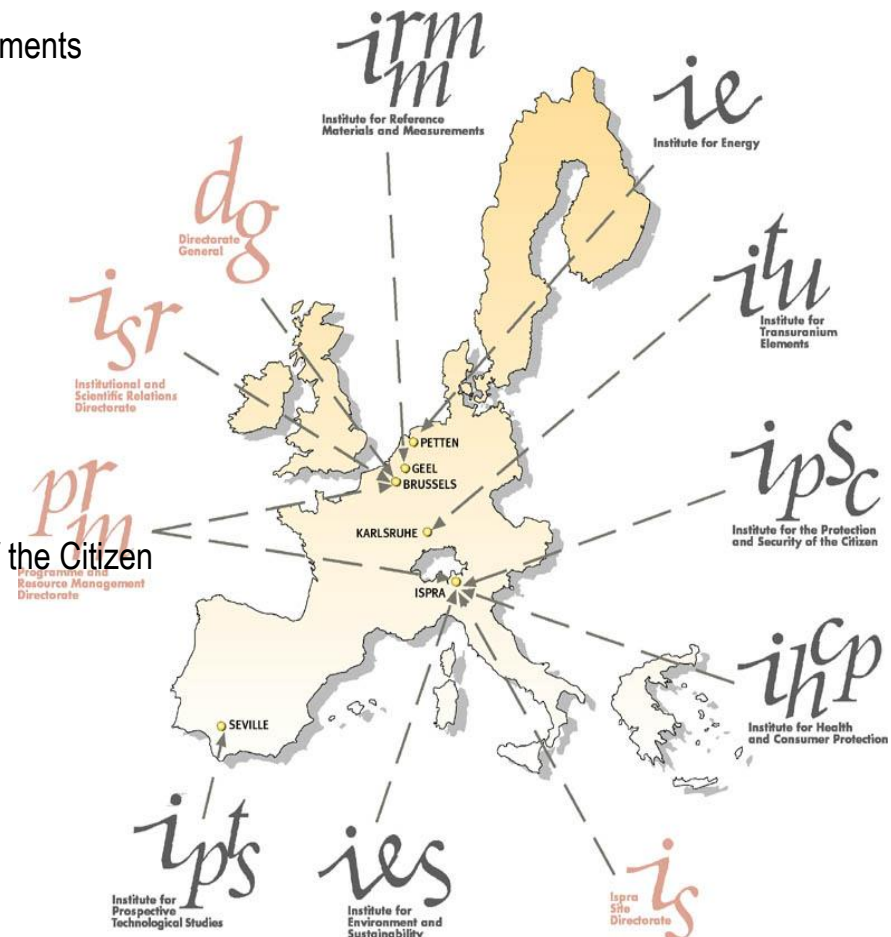 ments
irmm
Institute for Reference
Materials and Measurements
ie
Institute for Energy
dg
Directorate
General
itu
Institute for
Transuranium
Elements
isr
Institutional and
Scientific Relations
Directorate
PETTEN
GEEL
BRUSSELS
ipsc
Institute for the Protection
and Security of the Citizen
prm
the Citizen
Programme and
Resource Management
Directorate
KARLSRUHE
ISPRA
ihcp
Institute for Health
and Consumer Protection
SEVILLE
ipts
Institute for
Prospective
Technological Studies
ies
Institute for
Environment and
Sustainability
is
Ispra
Site
Directorate